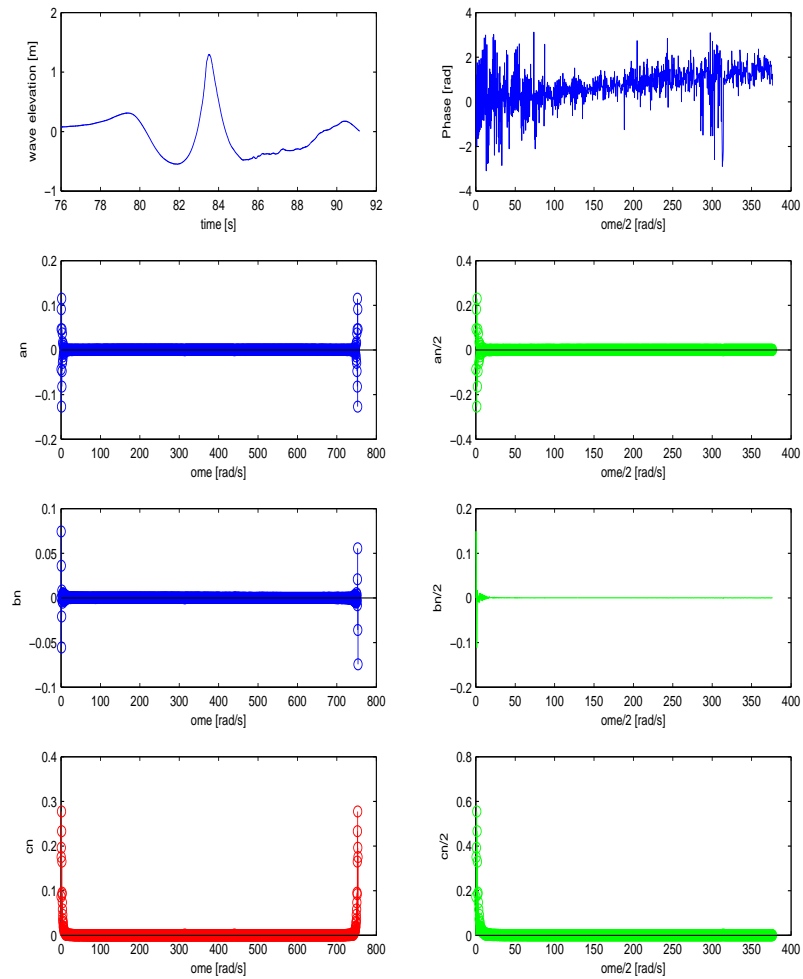 2
1
0
−1
wave elevation [m]
76 78 80 82 84 86 88 90 92
time [s]
4
2
0
−2
−4
Phase [rad]
0 50 100 150 200 250 300 350 400
ome/2 [rad/s]
0.2
0.1
0
−0.1
−0.2
an
0 100 200 300 400 500 600 700 800
ome [rad/s]
0.4
0.2
0
−0.2
−0.4
an/2
0 50 100 150 200 250 300 350 400
ome/2 [rad/s]
0.1
0.05
0
−0.05
−0.1
bn
0 100 200 300 400 500 600 700 800
ome [rad/s]
0.2
0.1
0
−0.1
−0.2
bn/2
0 50 100 150 200 250 300 350 400
ome/2 [rad/s]
0.4
0.3
0.2
0.1
0
cn
0 100 200 300 400 500 600 700 800
ome [rad/s]
0.8
0.6
0.4
0.2
0
cn/2
0 50 100 150 200 250 300 350 400
ome/2 [rad/s]